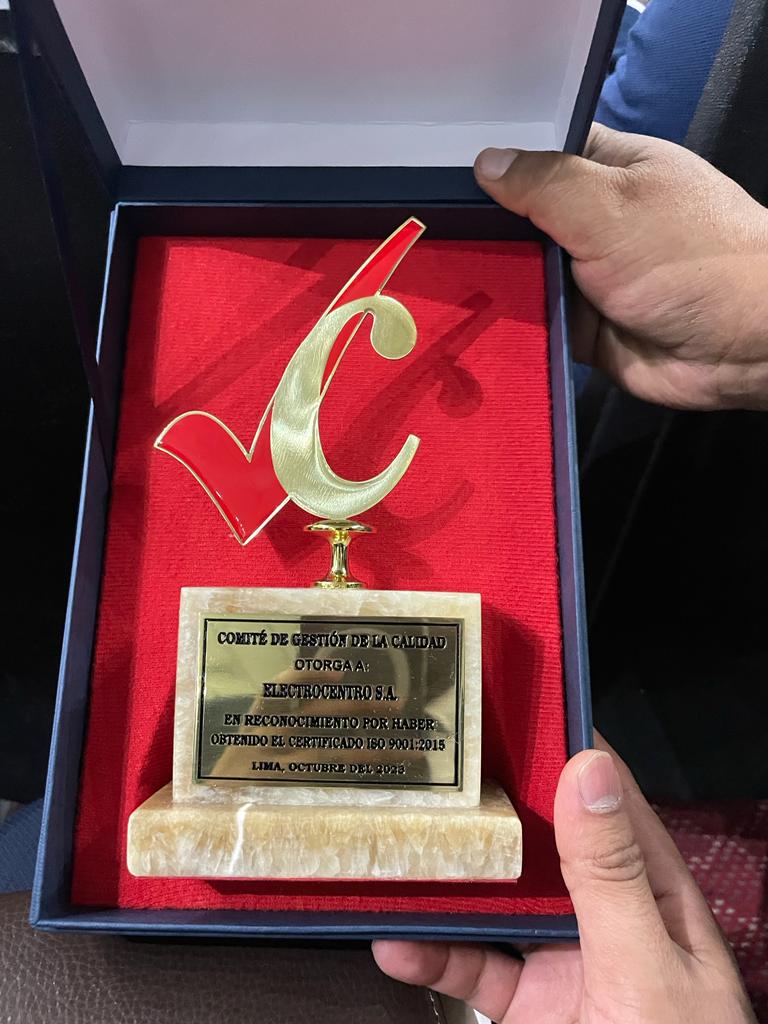 COMITÉ DE GESTIÓN DE LA CALIDAD
OTORGA A:
ELECTROCENTRO S.A.
EN RECONOCIMIENTO POR HABER
OBTENIDO EL CERTIFICADO ISO 9001:2015
LIMA, OCTUBRE DEL 2023